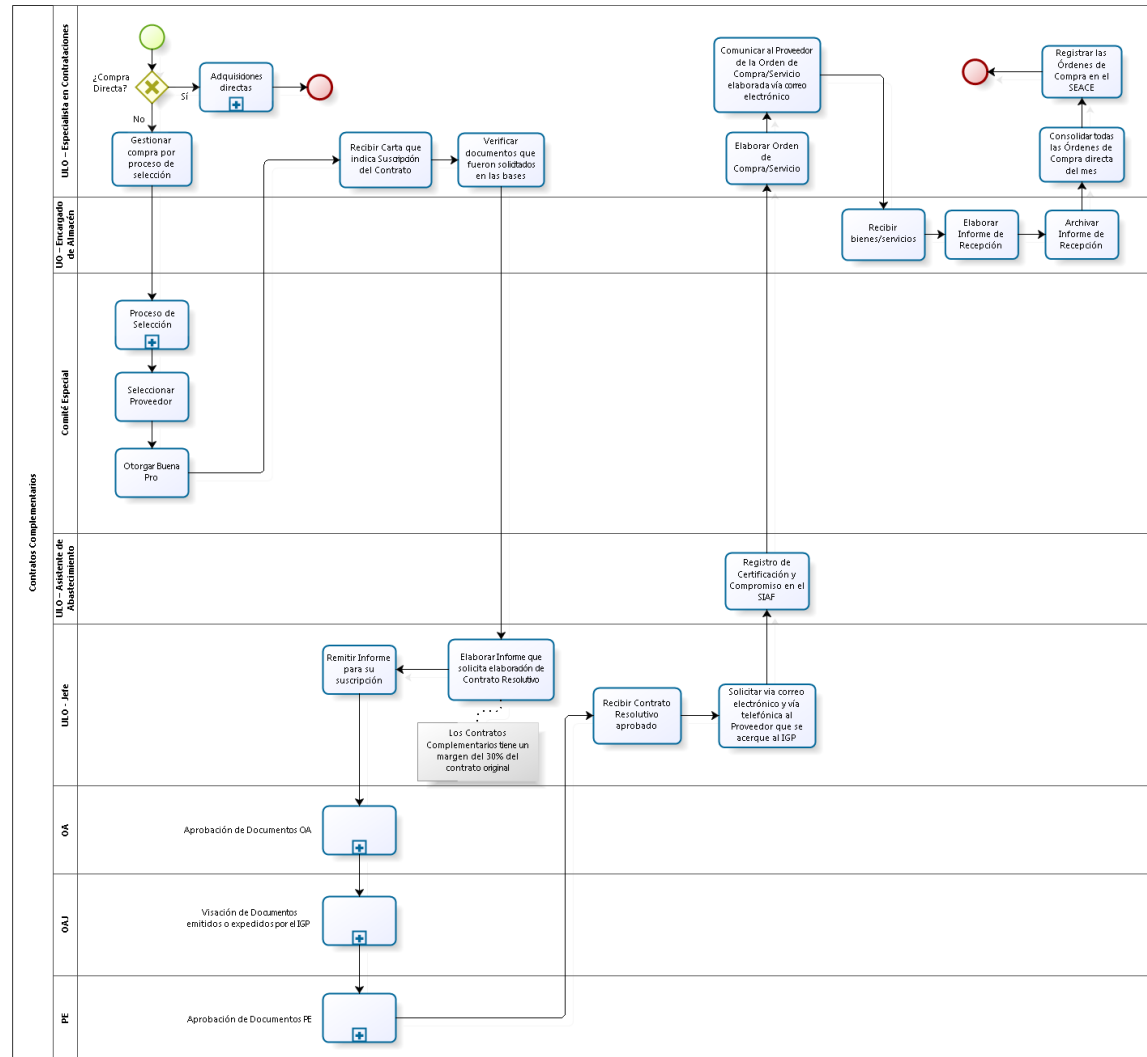 Contratos Complementarios
ULO – Especialista en Contrataciones
¿Compra
Directa?
Sí
No
Adquisiciones
directas
Gestionar
compra por
proceso de
selección
Recibir Carta que
indica Suscripción
del Contrato
Verificar
documentos que
fueron solicitados
en las bases
Comunicar al Proveedor
de la Orden de
Compra/Servicio
elaborada vía correo
electrónico
Elaborar Orden
de
Compra/Servicio
Registrar las
Órdenes de
Compra en el
SEACE
Consolidar todas
las Órdenes de
Compra directa
del mes
UO – Encargado
de Almacén
Recibir
bienes/servicios
Elaborar
Informe de
Recepción
Archivar
Informe de
Recepción
Comité Especial
Proceso de
Selección
Seleccionar
Proveedor
Otorgar Buena
Pro
ULO – Asistente de
Abastecimiento
Registro de
Certificación y
Compromiso en el
SIAF
ULO - Jefe
Remitir Informe
para su
suscripción
Elaborar Informe que
solicita elaboración de
Contrato Resolutivo
Los Contratos
Complementarios tiene un
margen del 30% del
contrato original
Recibir Contrato
Resolutivo
aprobado
Solicitar via correo
electrónico y vía
telefónica al
Proveedor que se
acerque al IGP
OA
Aprobación de Documentos OA
OAJ
Visación de Documentos
emitidos o expedidos por el IGP
PE
Aprobación de Documentos PE